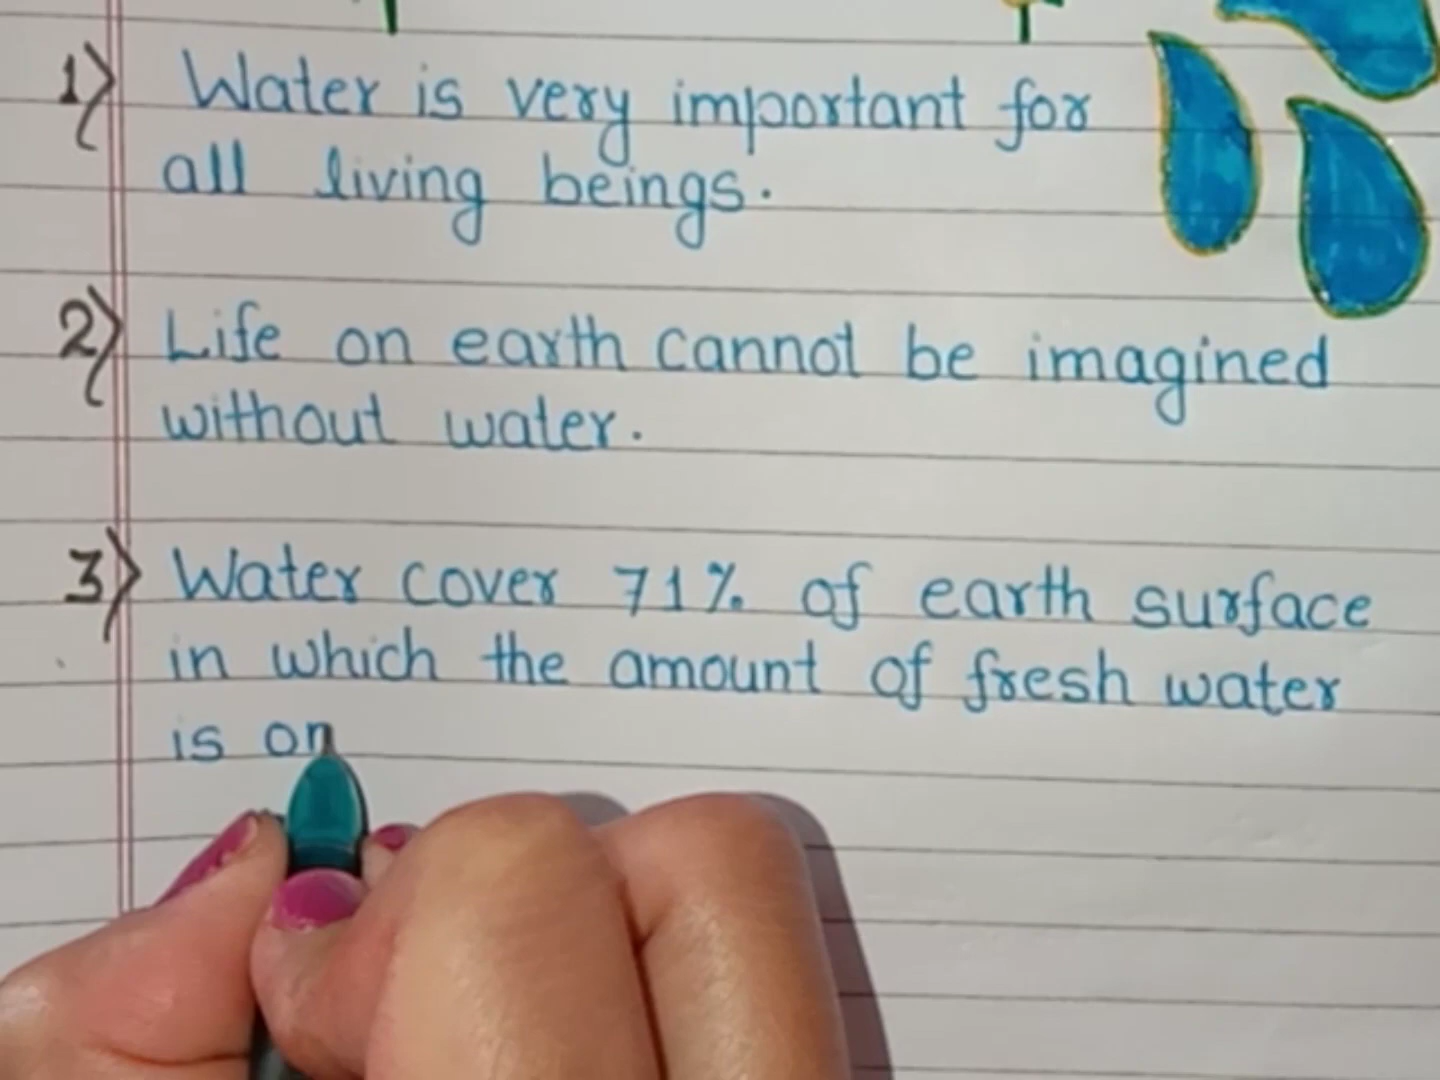 1) Water is very important for
all living beings.
2) Life on earth cannot be imagined
without water.
3) Water cover 71% of earth surface
in which the amount of fresh water
is on